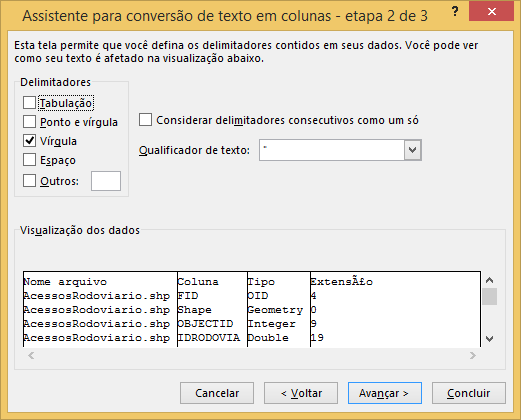 Assistente para conversão de texto em colunas - etapa 2 de 3
Esta tela permite que você defina os delimitadores contidos em seus dados. Você pode ver
como seu texto é afetado na visualização abaixo.
Delimitadores
Tabulação
Ponto e vírgula
Vírgula
Espaço
Outros:
Considerar delimitadores consecutivos como um só
Qualificador de texto: "
Visualização dos dados
Nome arquivo Coluna Tipo ExtensÃ£o
AcessosRodoviario.shp FID OID 4
AcessosRodoviario.shp Shape Geometry 0
AcessosRodoviario.shp OBJECTID Integer 9
AcessosRodoviario.shp IDRODOVIA Double 19
Cancelar < Voltar Avançar > Concluir